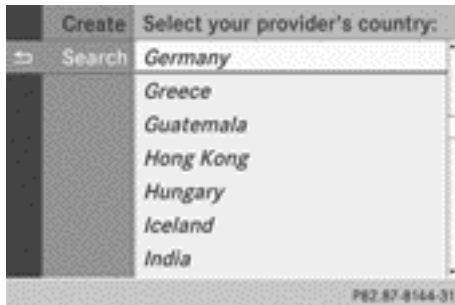 Create Select your provider's country:
Search Germany
Greece
Guatemala
Hong Kong
Hungary
Iceland
India
P82.87-8144-31